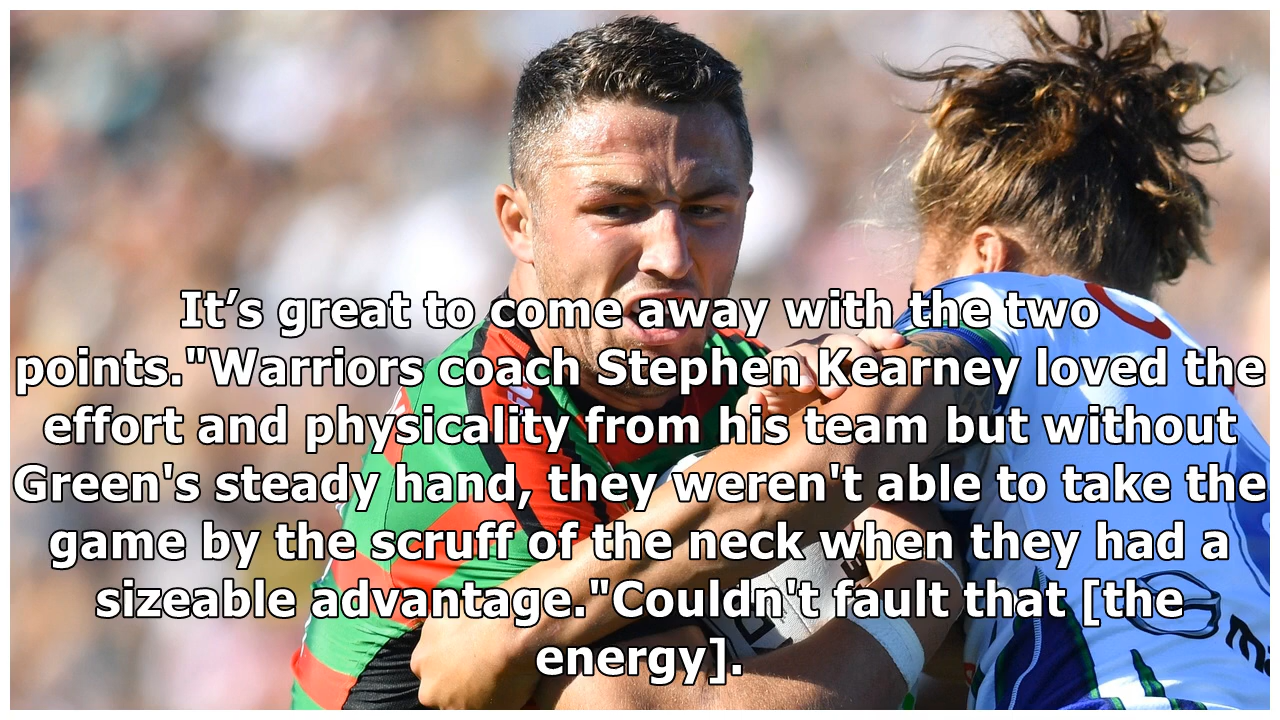 It’s great to come away with the two
points."Warriors coach Stephen Kearney loved the
effort and physicality from his team but without
Green's steady hand, they weren't able to take the
game by the scruff of the neck when they had a
sizeable advantage."Couldn't fault that [the
energy].